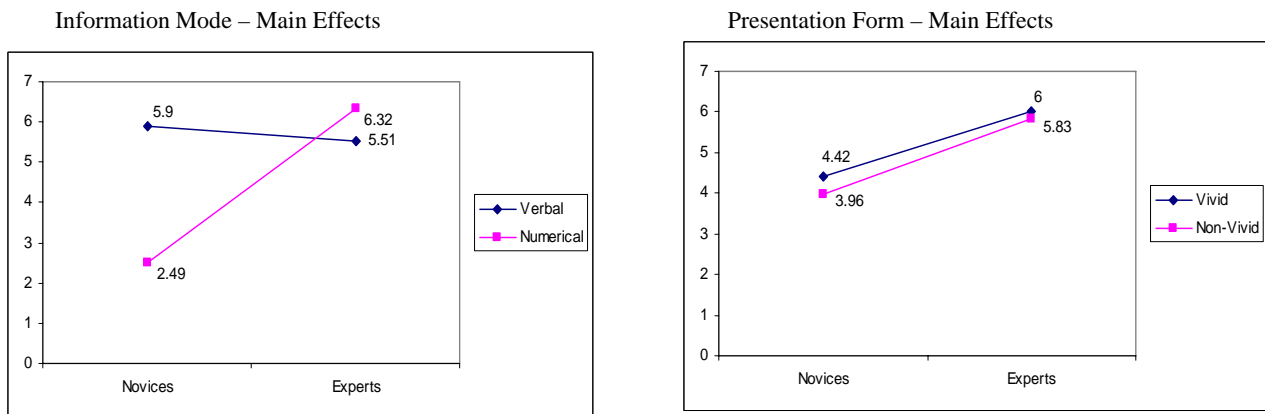 Information Mode – Main Effects
7
6
5
4
3
2
1
0
5.9
6.32
5.51
2.49
Novices
Experts
Verbal
Numerical
Presentation Form – Main Effects
7
6
5
4
3
2
1
0
6
5.83
4.42
3.96
Novices
Experts
Vivid
Non-Vivid